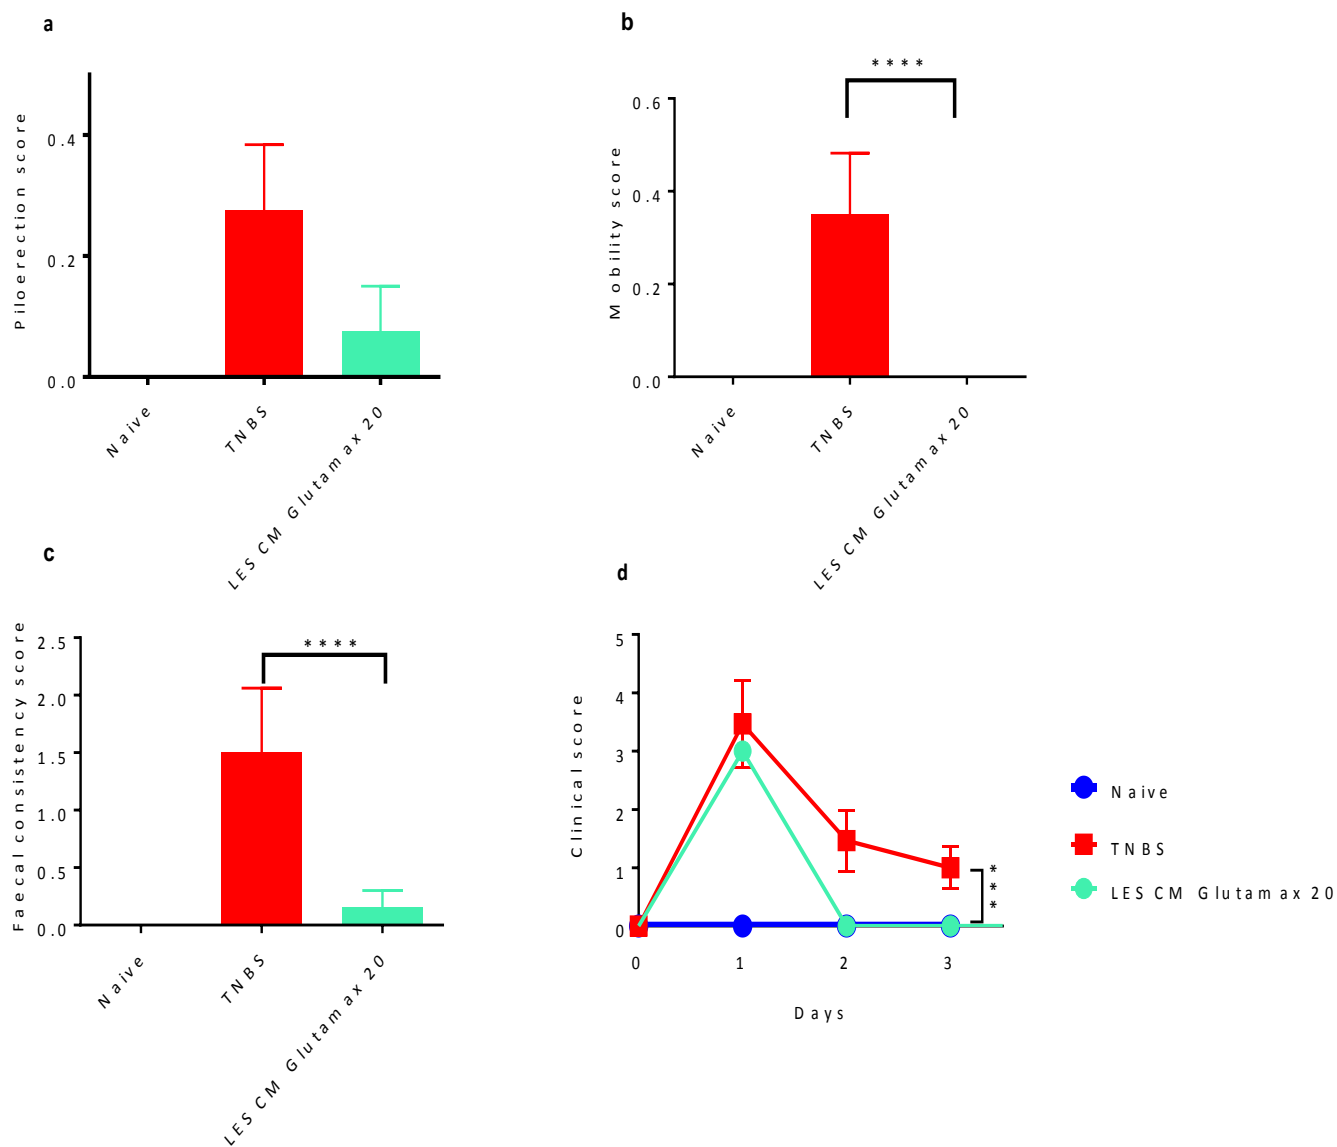 a
Piloerection score
0.4
0.2
0.0
Naive
TNBS
LES CM Glutamax 20
b
****
Mobility score
0.6
0.4
0.2
0.0
Naive
TNBS
LES CM Glutamax 20
c
****
Faecal consistency score
2.5
2.0
1.5
1.0
0.5
0.0
Naive
TNBS
LES CM Glutamax 20
d
Clinical score
5
4
3
2
1
0
0 1 2 3
Days
***
Naive
TNBS
LES CM Glutamax 20